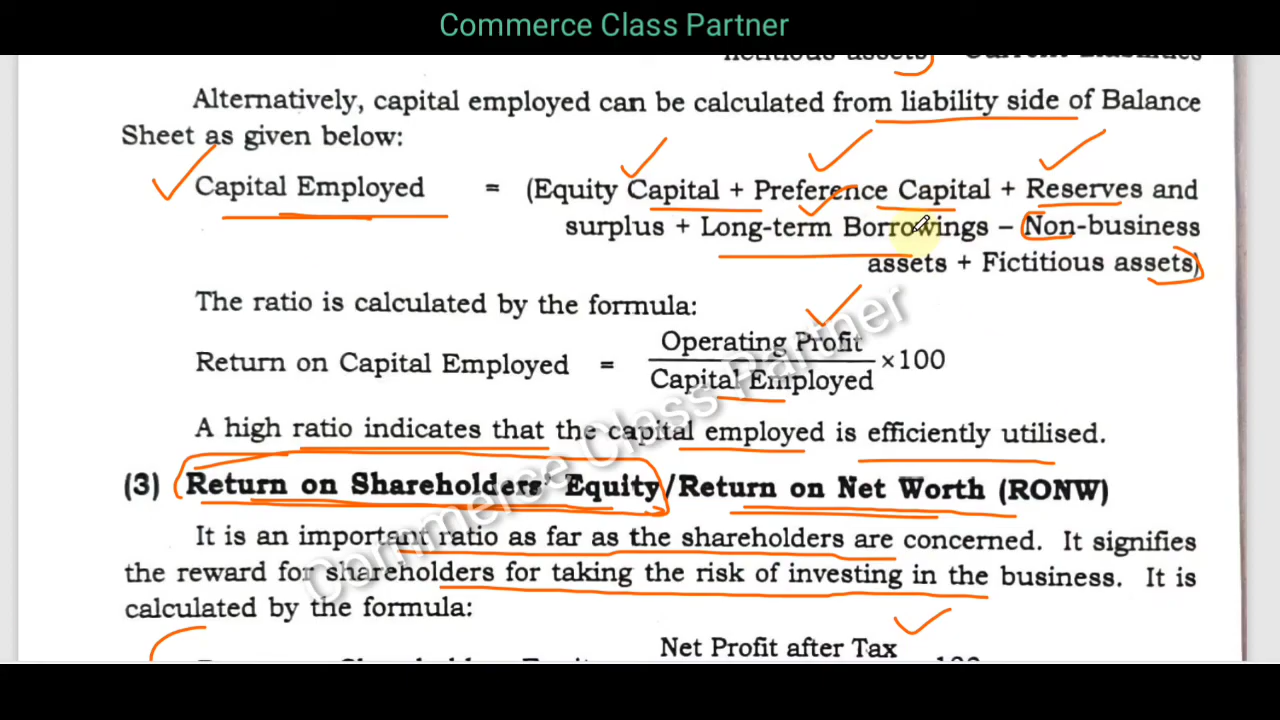 Commerce Class Partner
Alternatively, capital employed can be calculated from liability side of Balance
Sheet as given below:
Capital Employed = (Equity Capital + Preference Capital + Reserves and
surplus + Long-term Borrowings – Non-business
assets + Fictitious assets)
The ratio is calculated by the formula:
Return on Capital Employed = Operating Profit
Capital Employed ×100
A high ratio indicates that the capital employed is efficiently utilised.
(3) Return on Shareholders' Equity/Return on Net Worth (RONW)
It is an important ratio as far as the shareholders are concerned. It signifies
the reward for shareholders for taking the risk of investing in the business. It is
calculated by the formula:
Net Profit after Tax
Commerce Class Partner